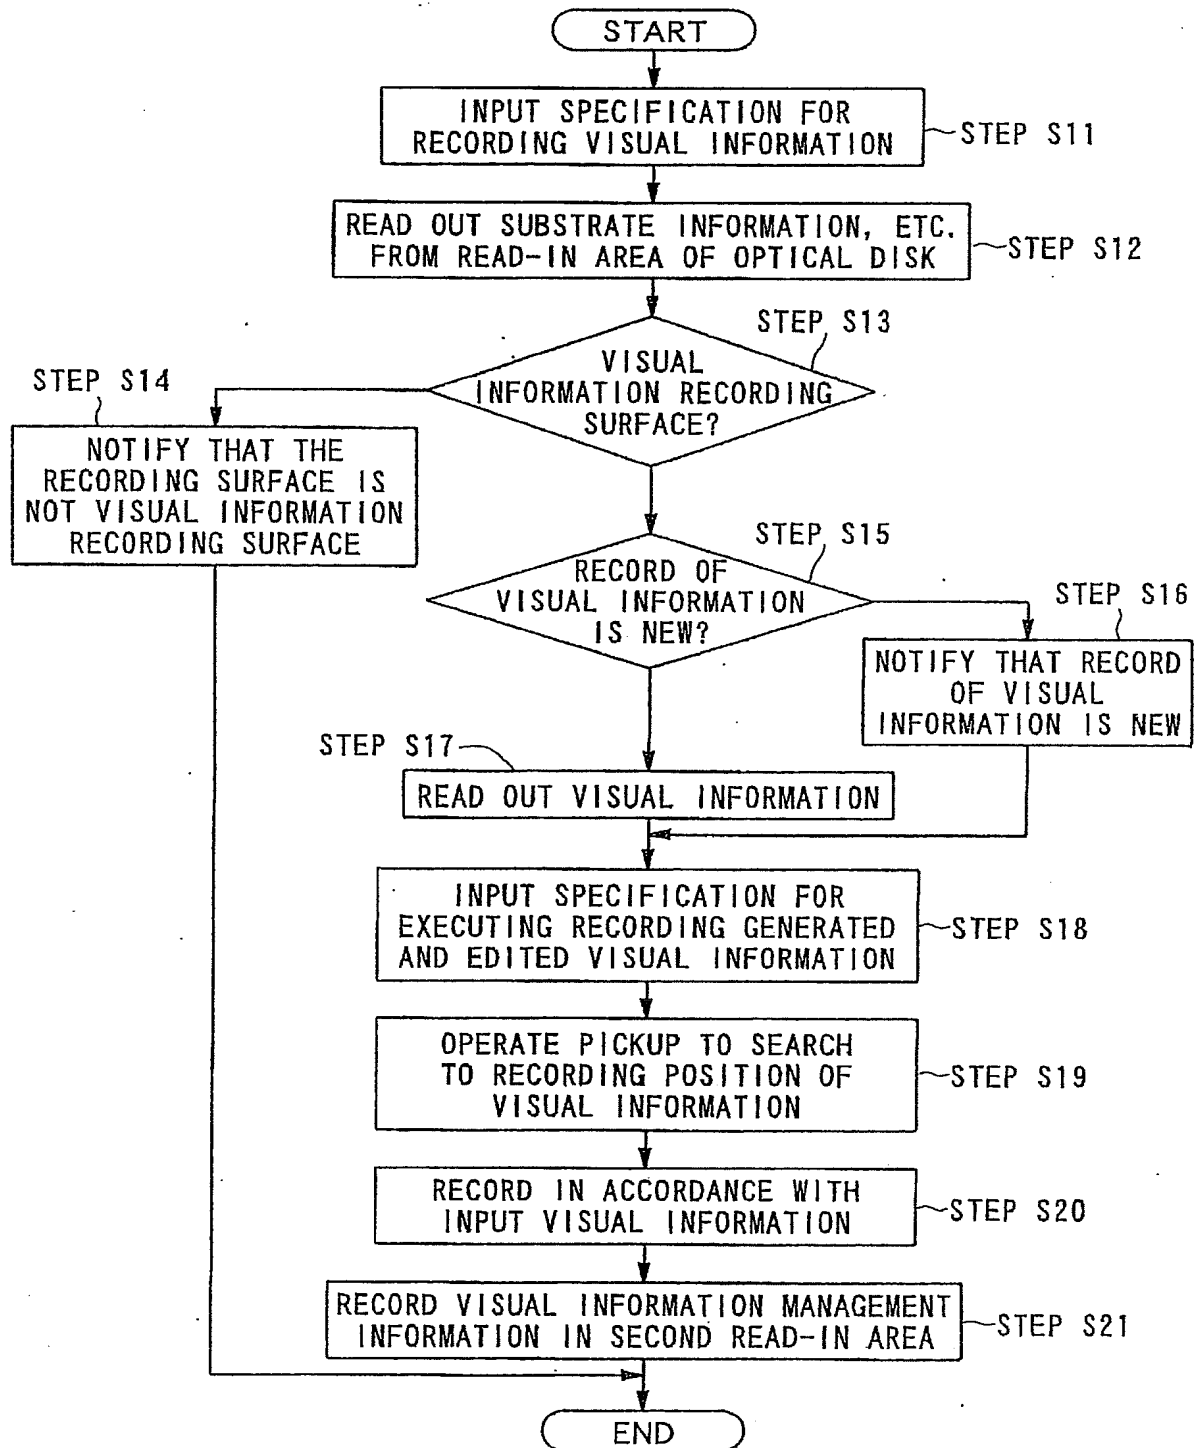 START
INPUT SPECIFICATION FOR
RECORDING VISUAL INFORMATION
STEP S11
READ OUT SUBSTRATE INFORMATION, ETC.
FROM READ-IN AREA OF OPTICAL DISK
STEP S12
STEP S13
VISUAL
INFORMATION RECORDING
SURFACE?
STEP S14
NOTIFY THAT THE
RECORDING SURFACE IS
NOT VISUAL INFORMATION
RECORDING SURFACE
STEP S15
RECORD OF
VISUAL INFORMATION
IS NEW?
STEP S16
NOTIFY THAT RECORD
OF VISUAL
INFORMATION IS NEW
STEP S17
READ OUT VISUAL INFORMATION
INPUT SPECIFICATION FOR
EXECUTING RECORDING GENERATED
AND EDITED VISUAL INFORMATION
STEP S18
OPERATE PICKUP TO SEARCH
TO RECORDING POSITION OF
VISUAL INFORMATION
STEP S19
RECORD IN ACCORDANCE WITH
INPUT VISUAL INFORMATION
STEP S20
RECORD VISUAL INFORMATION MANAGEMENT
INFORMATION IN SECOND READ-IN AREA
STEP S21
END